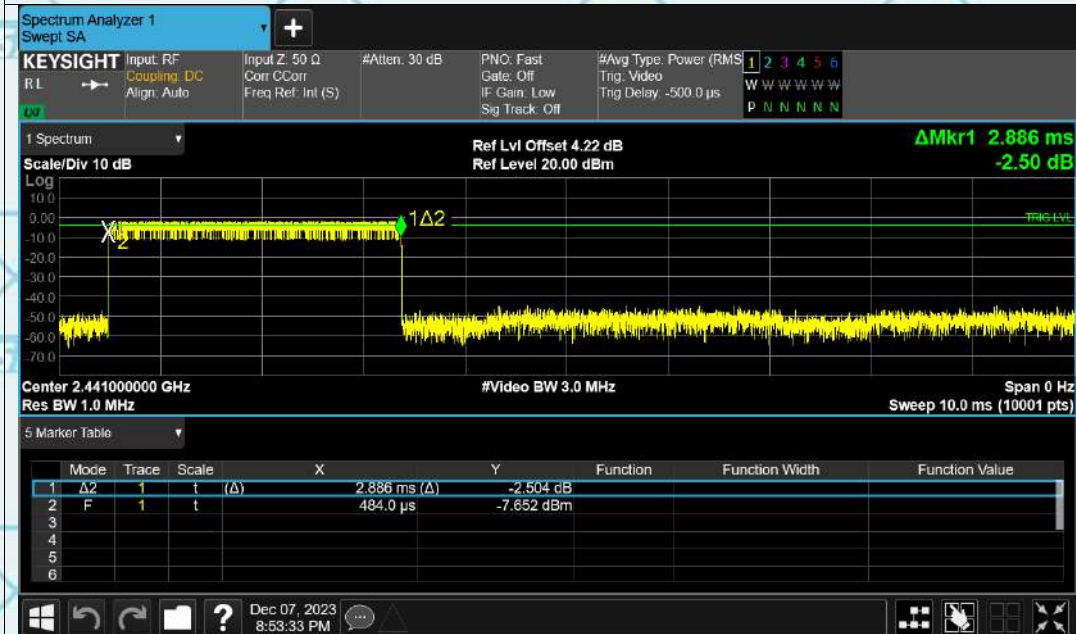 Spectrum Analyzer 1
Swept SA
+
KEYSIGHT Input: RF Input Z: 50 Ω #Atten: 30 dB PNO: Fast #Avg Type: Power (RMS 1 2 3 4 5 6
RL Coupling: DC Corr CCorr Gate: Off Trig: Video W W W W W W
Align: Auto Freq Ref: Int (S) IF Gain: Low Trig Delay: -500.0 µs
LXI Sig Track: Off P N N N N N
1 Spectrum Ref Lvl Offset 4.22 dB ΔMkr1 2.886 ms
Scale/Div 10 dB Ref Level 20.00 dBm -2.50 dB
Log
10.0
0.00 1Δ2 TRIG LVL
-10.0 X2
-20.0
-30.0
-40.0
-50.0
-60.0
-70.0
Center 2.441000000 GHz #Video BW 3.0 MHz Span 0 Hz
Res BW 1.0 MHz Sweep 10.0 ms (10001 pts)
5 Marker Table
Mode Trace Scale X Y Function Function Width Function Value
1 Δ2 1 t (Δ) 2.886 ms (Δ) -2.504 dB
2 F 1 t 484.0 µs -7.652 dBm
3
4
5
6
? Dec 07, 2023
8:53:33 PM